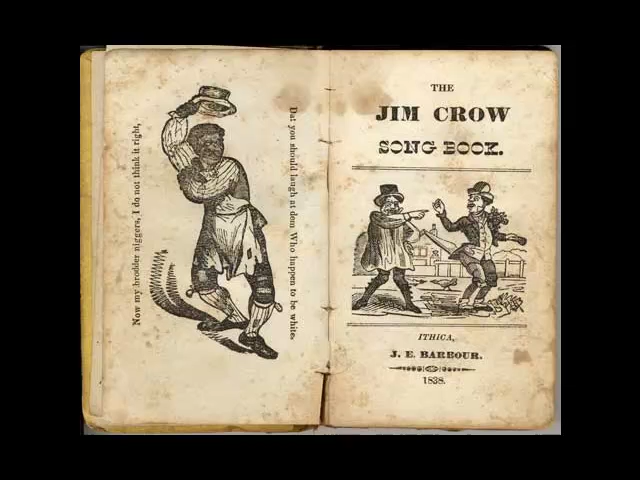 Now my brodder niggers, I do not think it right,
Dat you should laugh at dem Who happen to be white.
THE
JIM CROW
SONG BOOK.
ITHICA,
J. E. BARBOUR.
1838.